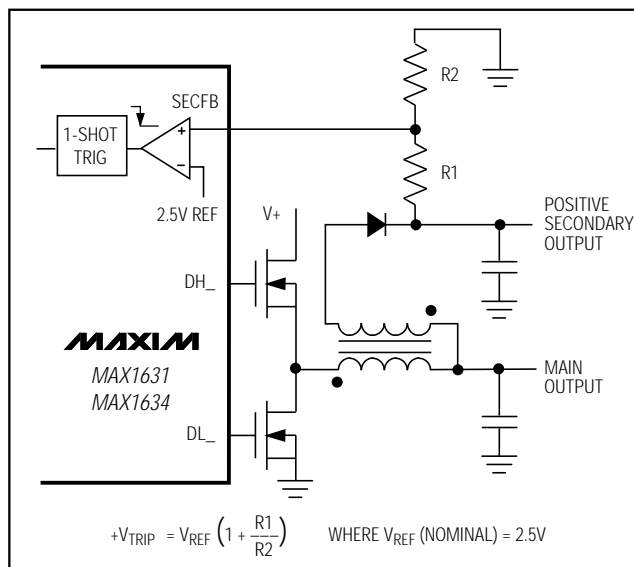 R2
SECFB
1-SHOT
TRIG
+
−
R1
2.5V REF
V+
POSITIVE
SECONDARY
OUTPUT
DH_
MAXIM
MAX1631
MAX1634
MAIN
OUTPUT
DL_
+VTRIP = VREF (1 + R1/R2) WHERE VREF (NOMINAL) = 2.5V